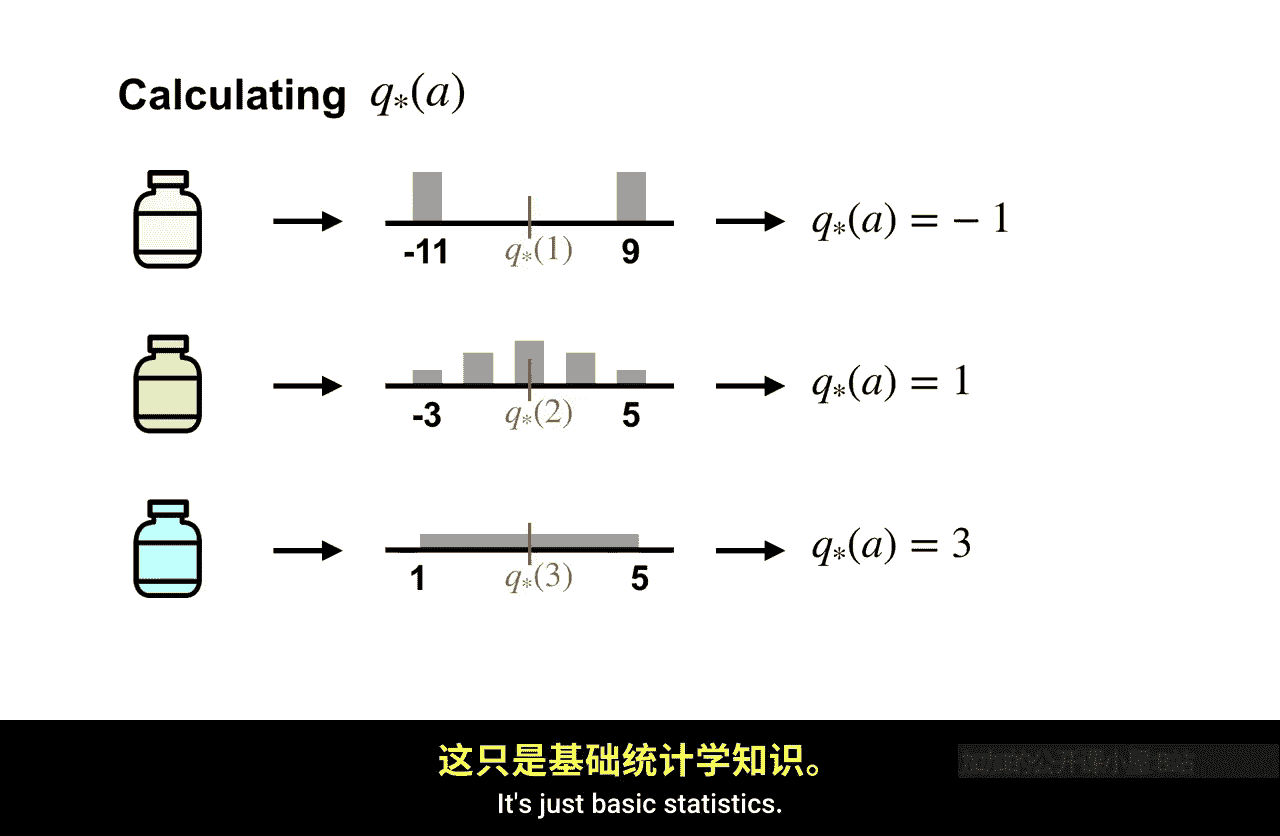 Calculating q*(a)
-11 q*(1) 9
q*(a) = − 1
-3 q*(2) 5
q*(a) = 1
1 q*(3) 5
q*(a) = 3
这只是基础统计学知识。
It's just basic statistics.